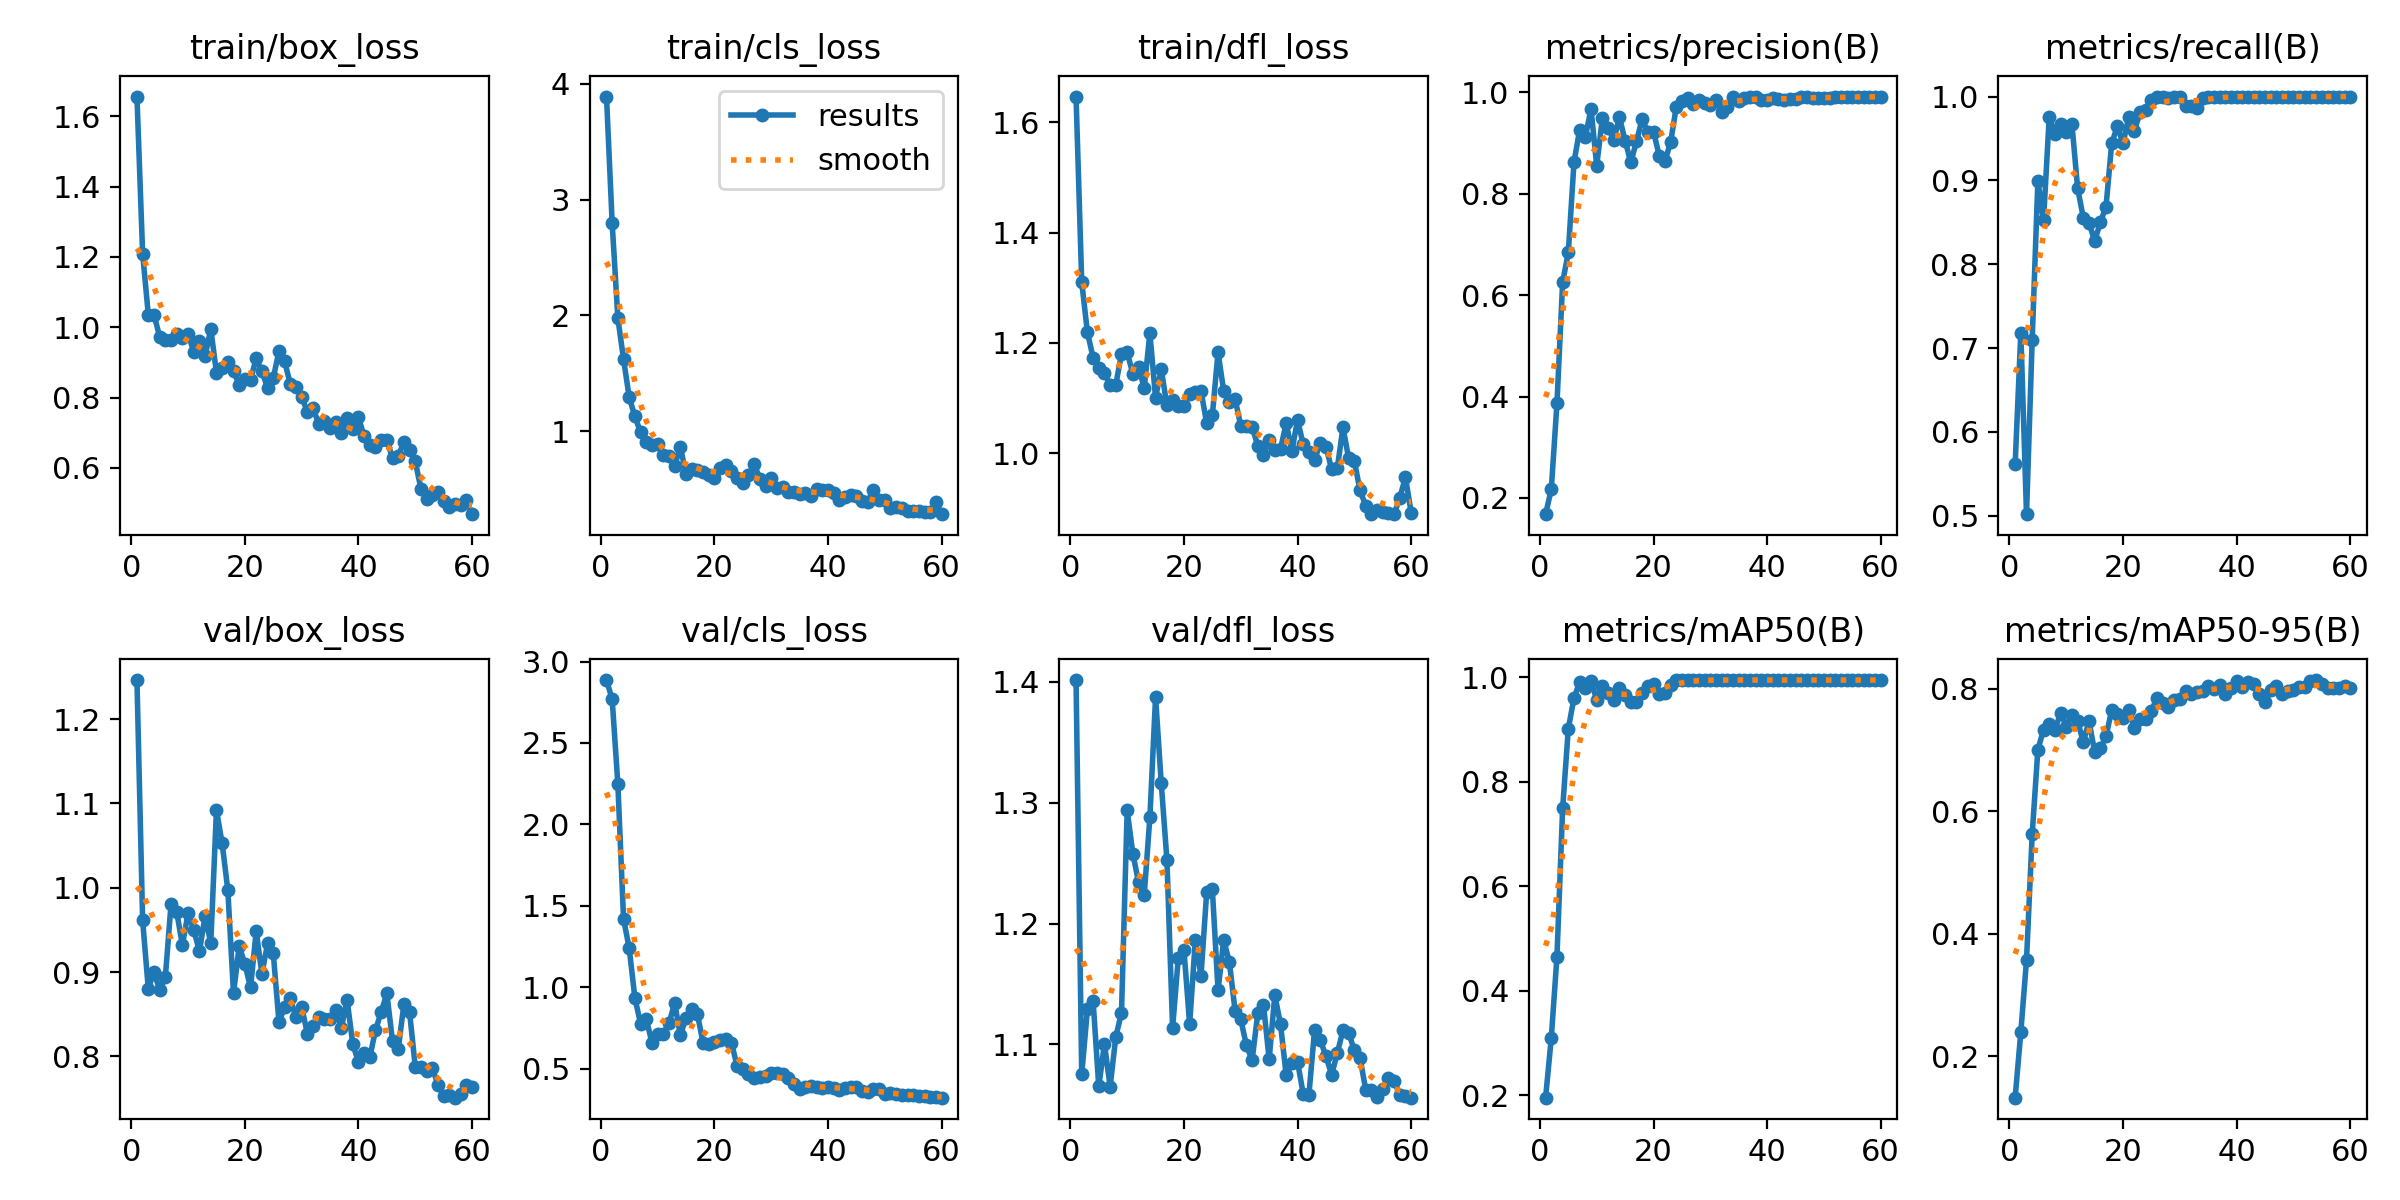 train/box_loss
train/cls_loss
train/dfl_loss
metrics/precision(B)
metrics/recall(B)
1.6
1.4
1.2
1.0
0.8
0.6
0 20 40 60
4
3
2
1
results
smooth
0 20 40 60
1.6
1.4
1.2
1.0
0 20 40 60
1.0
0.8
0.6
0.4
0.2
0 20 40 60
1.0
0.9
0.8
0.7
0.6
0.5
0 20 40 60
val/box_loss
val/cls_loss
val/dfl_loss
metrics/mAP50(B)
metrics/mAP50-95(B)
1.2
1.1
1.0
0.9
0.8
0 20 40 60
3.0
2.5
2.0
1.5
1.0
0.5
0 20 40 60
1.4
1.3
1.2
1.1
0 20 40 60
1.0
0.8
0.6
0.4
0.2
0 20 40 60
0.8
0.6
0.4
0.2
0 20 40 60